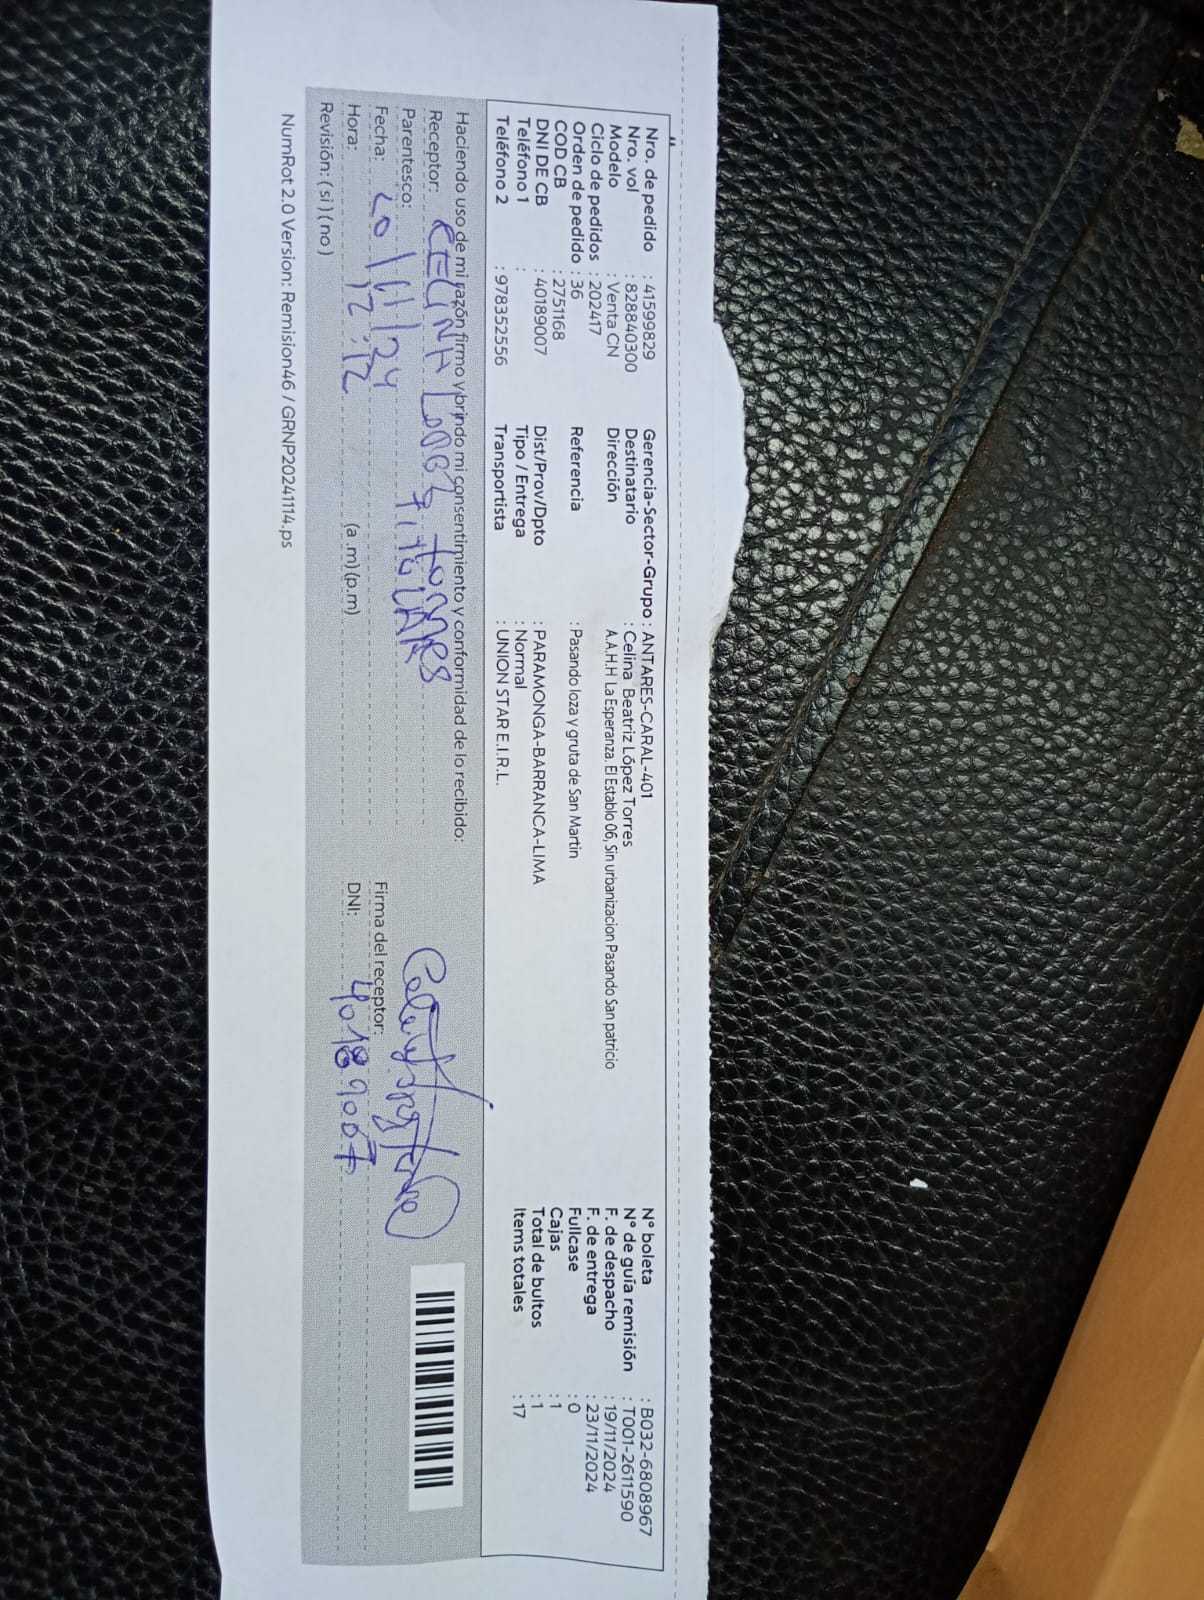 Nro. de pedido : 41599829
Nro. vol : 828840300
Modelo : Venta CN
Ciclo de pedidos : 202417
Orden de pedido : 36
COD CB : 2751168
DNI DE CB : 40189007
Teléfono 1 :
Teléfono 2 : 978352556
Gerencia-Sector-Grupo : ANTARES-CARAL-401
Destinatario : Celina Beatriz López Torres
Dirección A.A.H.H La Esperanza. El Establo 06, Sin urbanizacion Pasando San patricio
Referencia : Pasando loza y gruta de San Martin
Dist/Prov/Dpto : PARAMONGA-BARRANCA-LIMA
Tipo / Entrega : Normal
Transportista : UNION STAR E.I.R.L.
N° boleta : B032-6808967
N° de guía remisión : T001-2611590
F. de despacho : 19/11/2024
F. de entrega : 23/11/2024
Fullcase : 0
Cajas : 1
Total de bultos : 1
Items totales : 17
Haciendo uso de mi razón firmo y brindo mi consentimiento y conformidad de lo recibido:
Receptor: CELINA LOPEZ TORRES
Parentesco: TITULAR
Fecha: 20/11/24
Hora: 12:12 (a .m)(p.m)
Revisión: ( si ) ( no )
Firma del receptor:
DNI: 40189007
NumRot 2.0 Version: Remision46 / GRNP20241114.ps